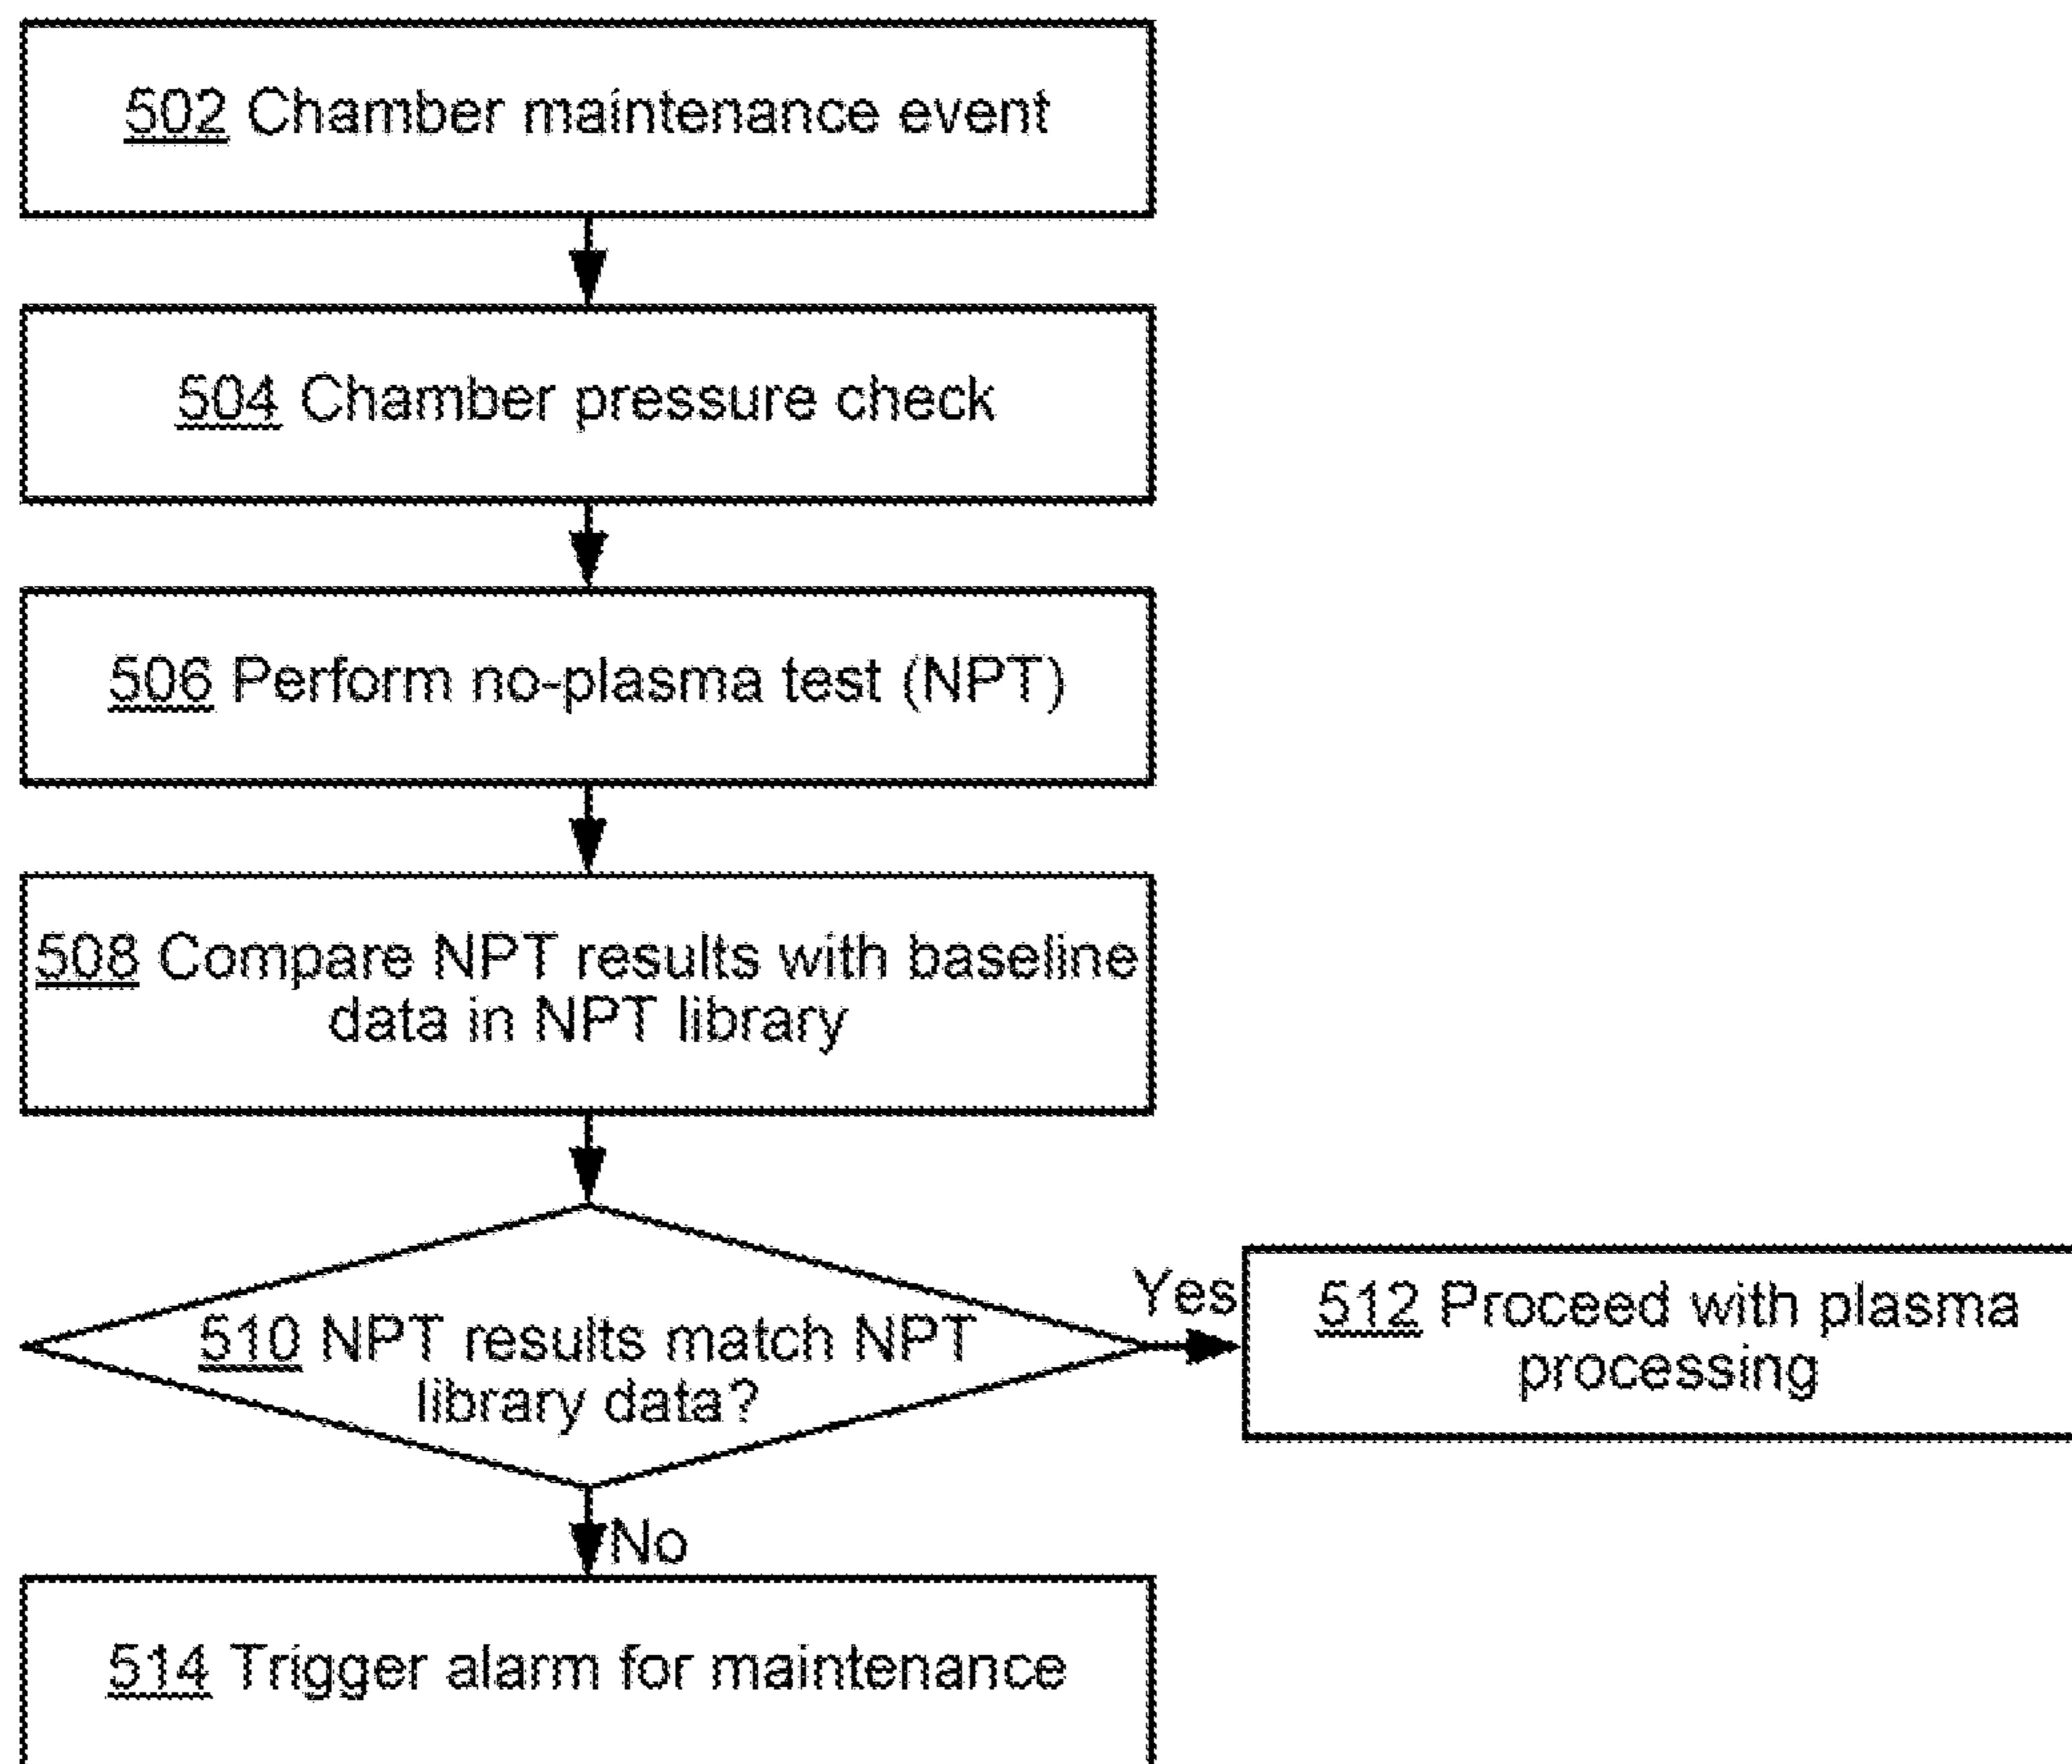 502 Chamber maintenance event
504 Chamber pressure check
506 Perform no-plasma test (NPT)
508 Compare NPT results with baseline
data in NPT library
510 NPT results match NPT
library data?
Yes
512 Proceed with plasma
processing
No
514 Trigger alarm for maintenance